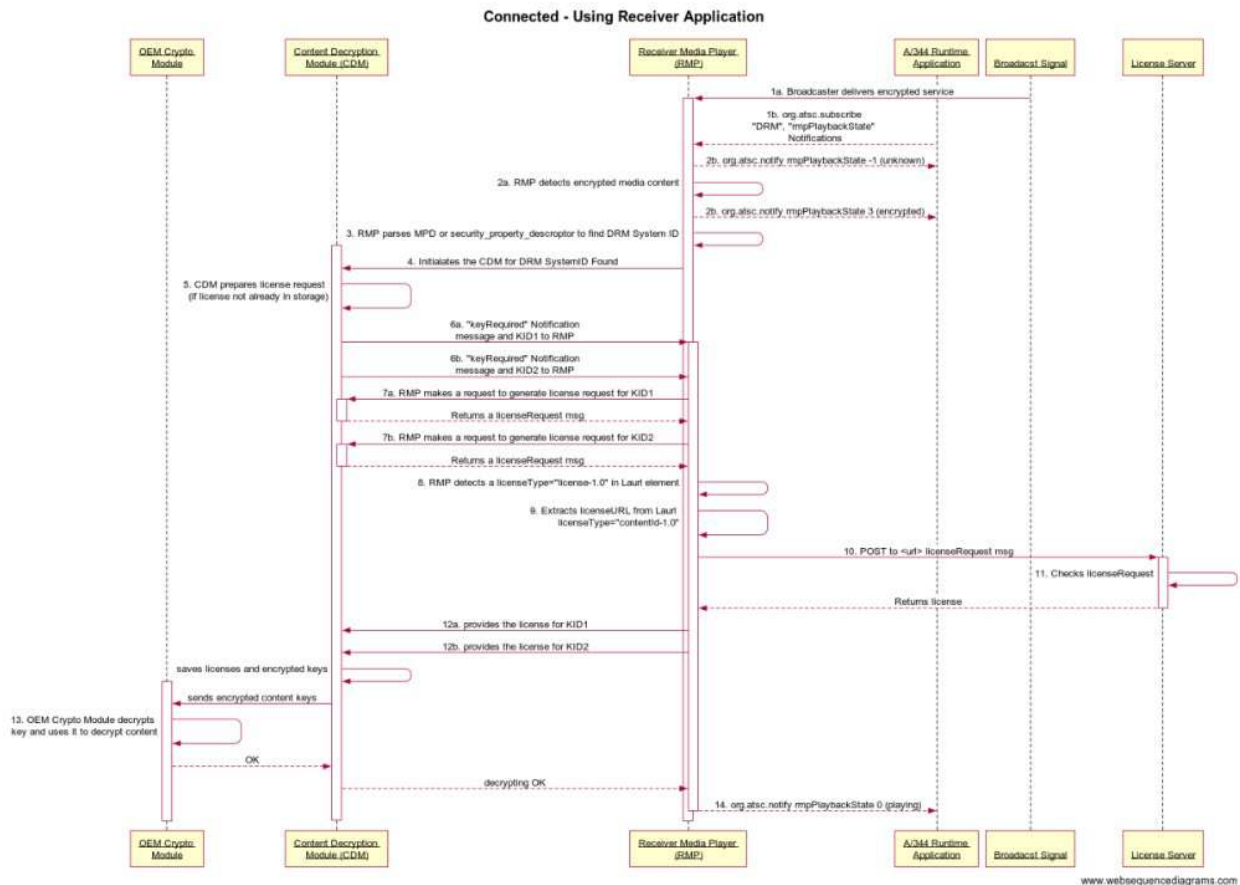 Connected - Using Receiver Application
OEM Crypto
Module
Content Decryption
Module (CDM)
Receiver Media Player
(RMP)
A/344 Runtime
Application
Broadacst Signal
License Server
1a. Broadcaster delivers encrypted service
1b. org.atsc.subscribe
"DRM", "rmpPlaybackState"
Notifications
2b. org.atsc.notify rmpPlaybackState -1 (unknown)
2a. RMP detects encrypted media content
2b. org.atsc.notify rmpPlaybackState 3 (encrypted)
3. RMP parses MPD or security_property_descroptor to find DRM System ID
4. Initialates the CDM for DRM SystemID Found
5. CDM prepares license request
(if license not already in storage)
6a. "keyRequired" Notification
message and KID1 to RMP
6b. "keyRequired" Notification
message and KID2 to RMP
7a. RMP makes a request to generate license request for KID1
Returns a licenseRequest msg
7b. RMP makes a request to generate license request for KID2
Returns a licenseRequest msg
8. RMP detects a licenseType="license-1.0" in Laurl element
9. Extracts licenseURL from Laurl
licenseType="contentId-1.0"
10. POST to <url> licenseRequest msg
11. Checks licenseRequest
Returns license
12a. provides the license for KID1
12b. provides the license for KID2
saves licenses and encrypted keys
sends encrypted content keys
13. OEM Crypto Module decrypts
key and uses it to decrypt content
OK
decrypting OK
14. org.atsc.notify rmpPlaybackState 0 (playing)
OEM Crypto
Module
Content Decryption
Module (CDM)
Receiver Media Player
(RMP)
A/344 Runtime
Application
Broadacst Signal
License Server
www.websequencediagrams.com